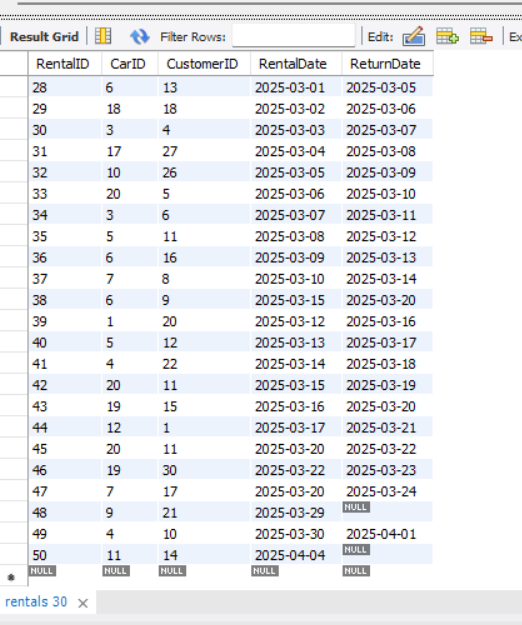 Result Grid Filter Rows: Edit: Ex
RentalID CarID CustomerID RentalDate ReturnDate
28 6 13 2025-03-01 2025-03-05
29 18 18 2025-03-02 2025-03-06
30 3 4 2025-03-03 2025-03-07
31 17 27 2025-03-04 2025-03-08
32 10 26 2025-03-05 2025-03-09
33 20 5 2025-03-06 2025-03-10
34 3 6 2025-03-07 2025-03-11
35 5 11 2025-03-08 2025-03-12
36 6 16 2025-03-09 2025-03-13
37 7 8 2025-03-10 2025-03-14
38 6 9 2025-03-15 2025-03-20
39 1 20 2025-03-12 2025-03-16
40 5 12 2025-03-13 2025-03-17
41 4 22 2025-03-14 2025-03-18
42 20 11 2025-03-15 2025-03-19
43 19 15 2025-03-16 2025-03-20
44 12 1 2025-03-17 2025-03-21
45 20 11 2025-03-20 2025-03-22
46 19 30 2025-03-22 2025-03-23
47 7 17 2025-03-20 2025-03-24
48 9 21 2025-03-29 NULL
49 4 10 2025-03-30 2025-04-01
50 11 14 2025-04-04 NULL
NULL NULL NULL NULL NULL
rentals 30